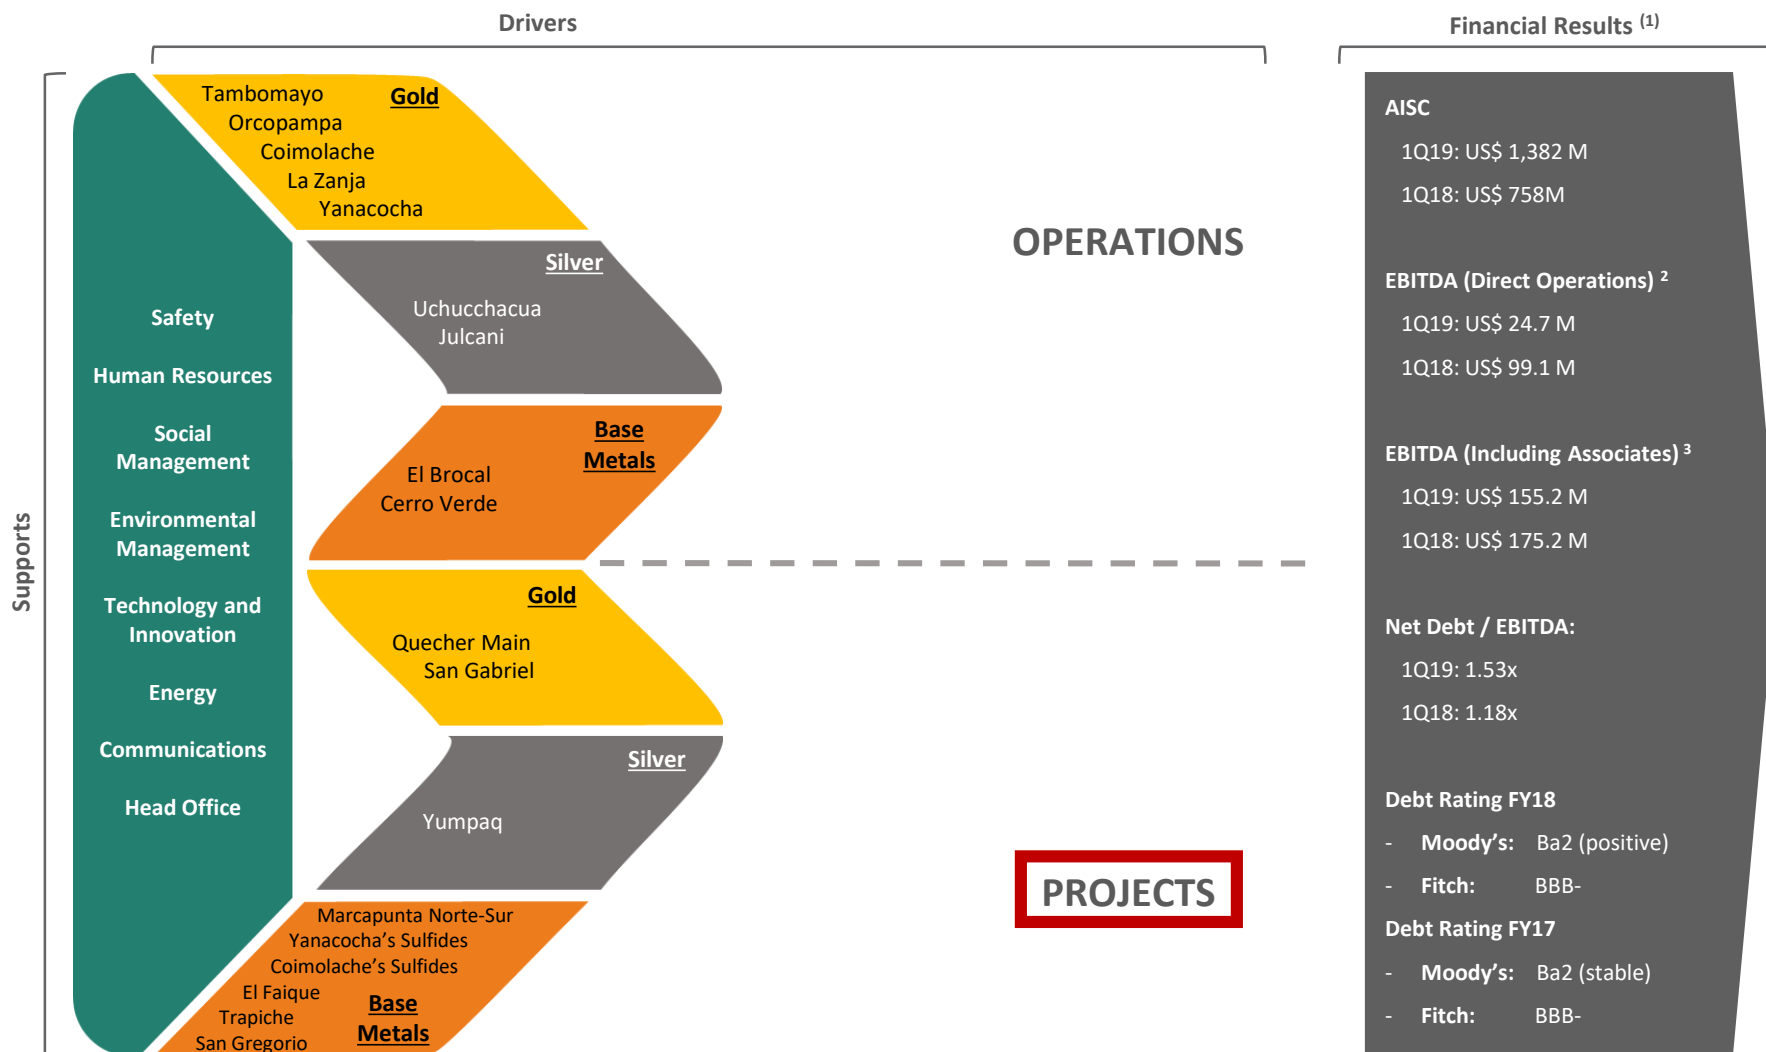 Drivers
Financial Results (1)
Supports
Safety
Human Resources
Social
Management
Environmental
Management
Technology and
Innovation
Energy
Communications
Head Office
Gold
Tambomayo
Orcopampa
Coimolache
La Zanja
Yanacocha
Silver
Uchucchacua
Julcani
Base
Metals
El Brocal
Cerro Verde
OPERATIONS
Gold
Quecher Main
San Gabriel
Silver
Yumpaq
Marcapunta Norte-Sur
Yanacocha’s Sulfides
Coimolache’s Sulfides
El Faique
Trapiche
San Gregorio
Base
Metals
PROJECTS
AISC
1Q19: US$ 1,382 M
1Q18: US$ 758M
EBITDA (Direct Operations) 2
1Q19: US$ 24.7 M
1Q18: US$ 99.1 M
EBITDA (Including Associates) 3
1Q19: US$ 155.2 M
1Q18: US$ 175.2 M
Net Debt / EBITDA:
1Q19: 1.53x
1Q18: 1.18x
Debt Rating FY18
- Moody’s: Ba2 (positive)
- Fitch: BBB-
Debt Rating FY17
- Moody’s: Ba2 (stable)
- Fitch: BBB-